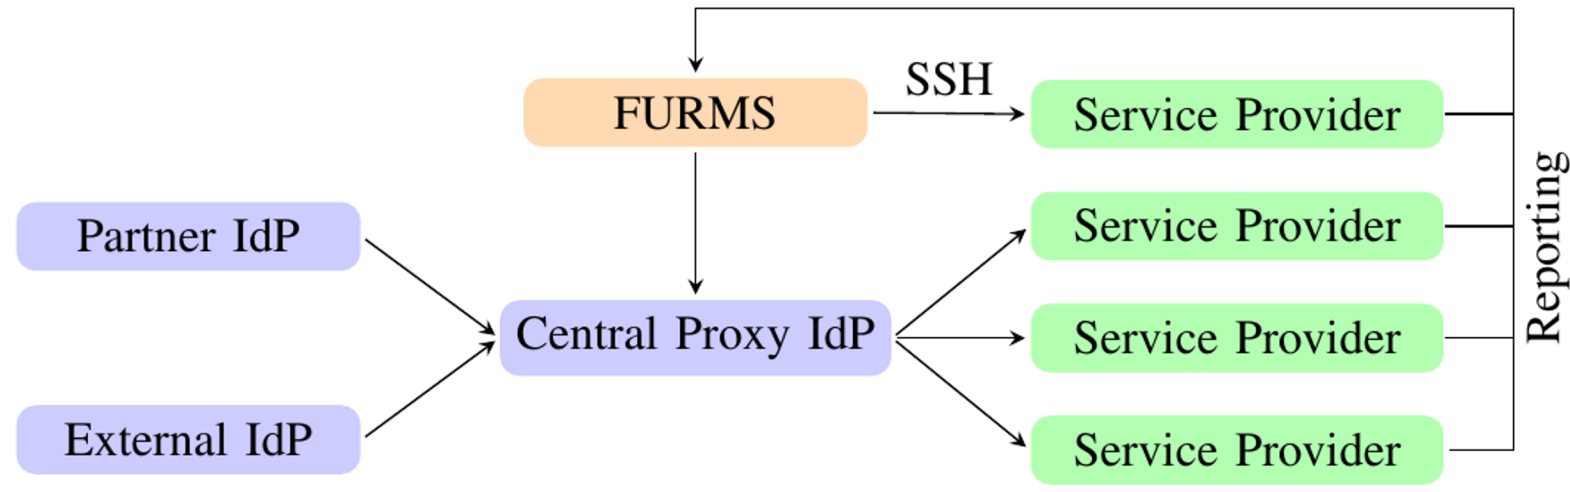 SSH
FURMS
Service Provider
Partner IdP
Service Provider
Central Proxy IdP
Service Provider
External IdP
Service Provider
Reporting